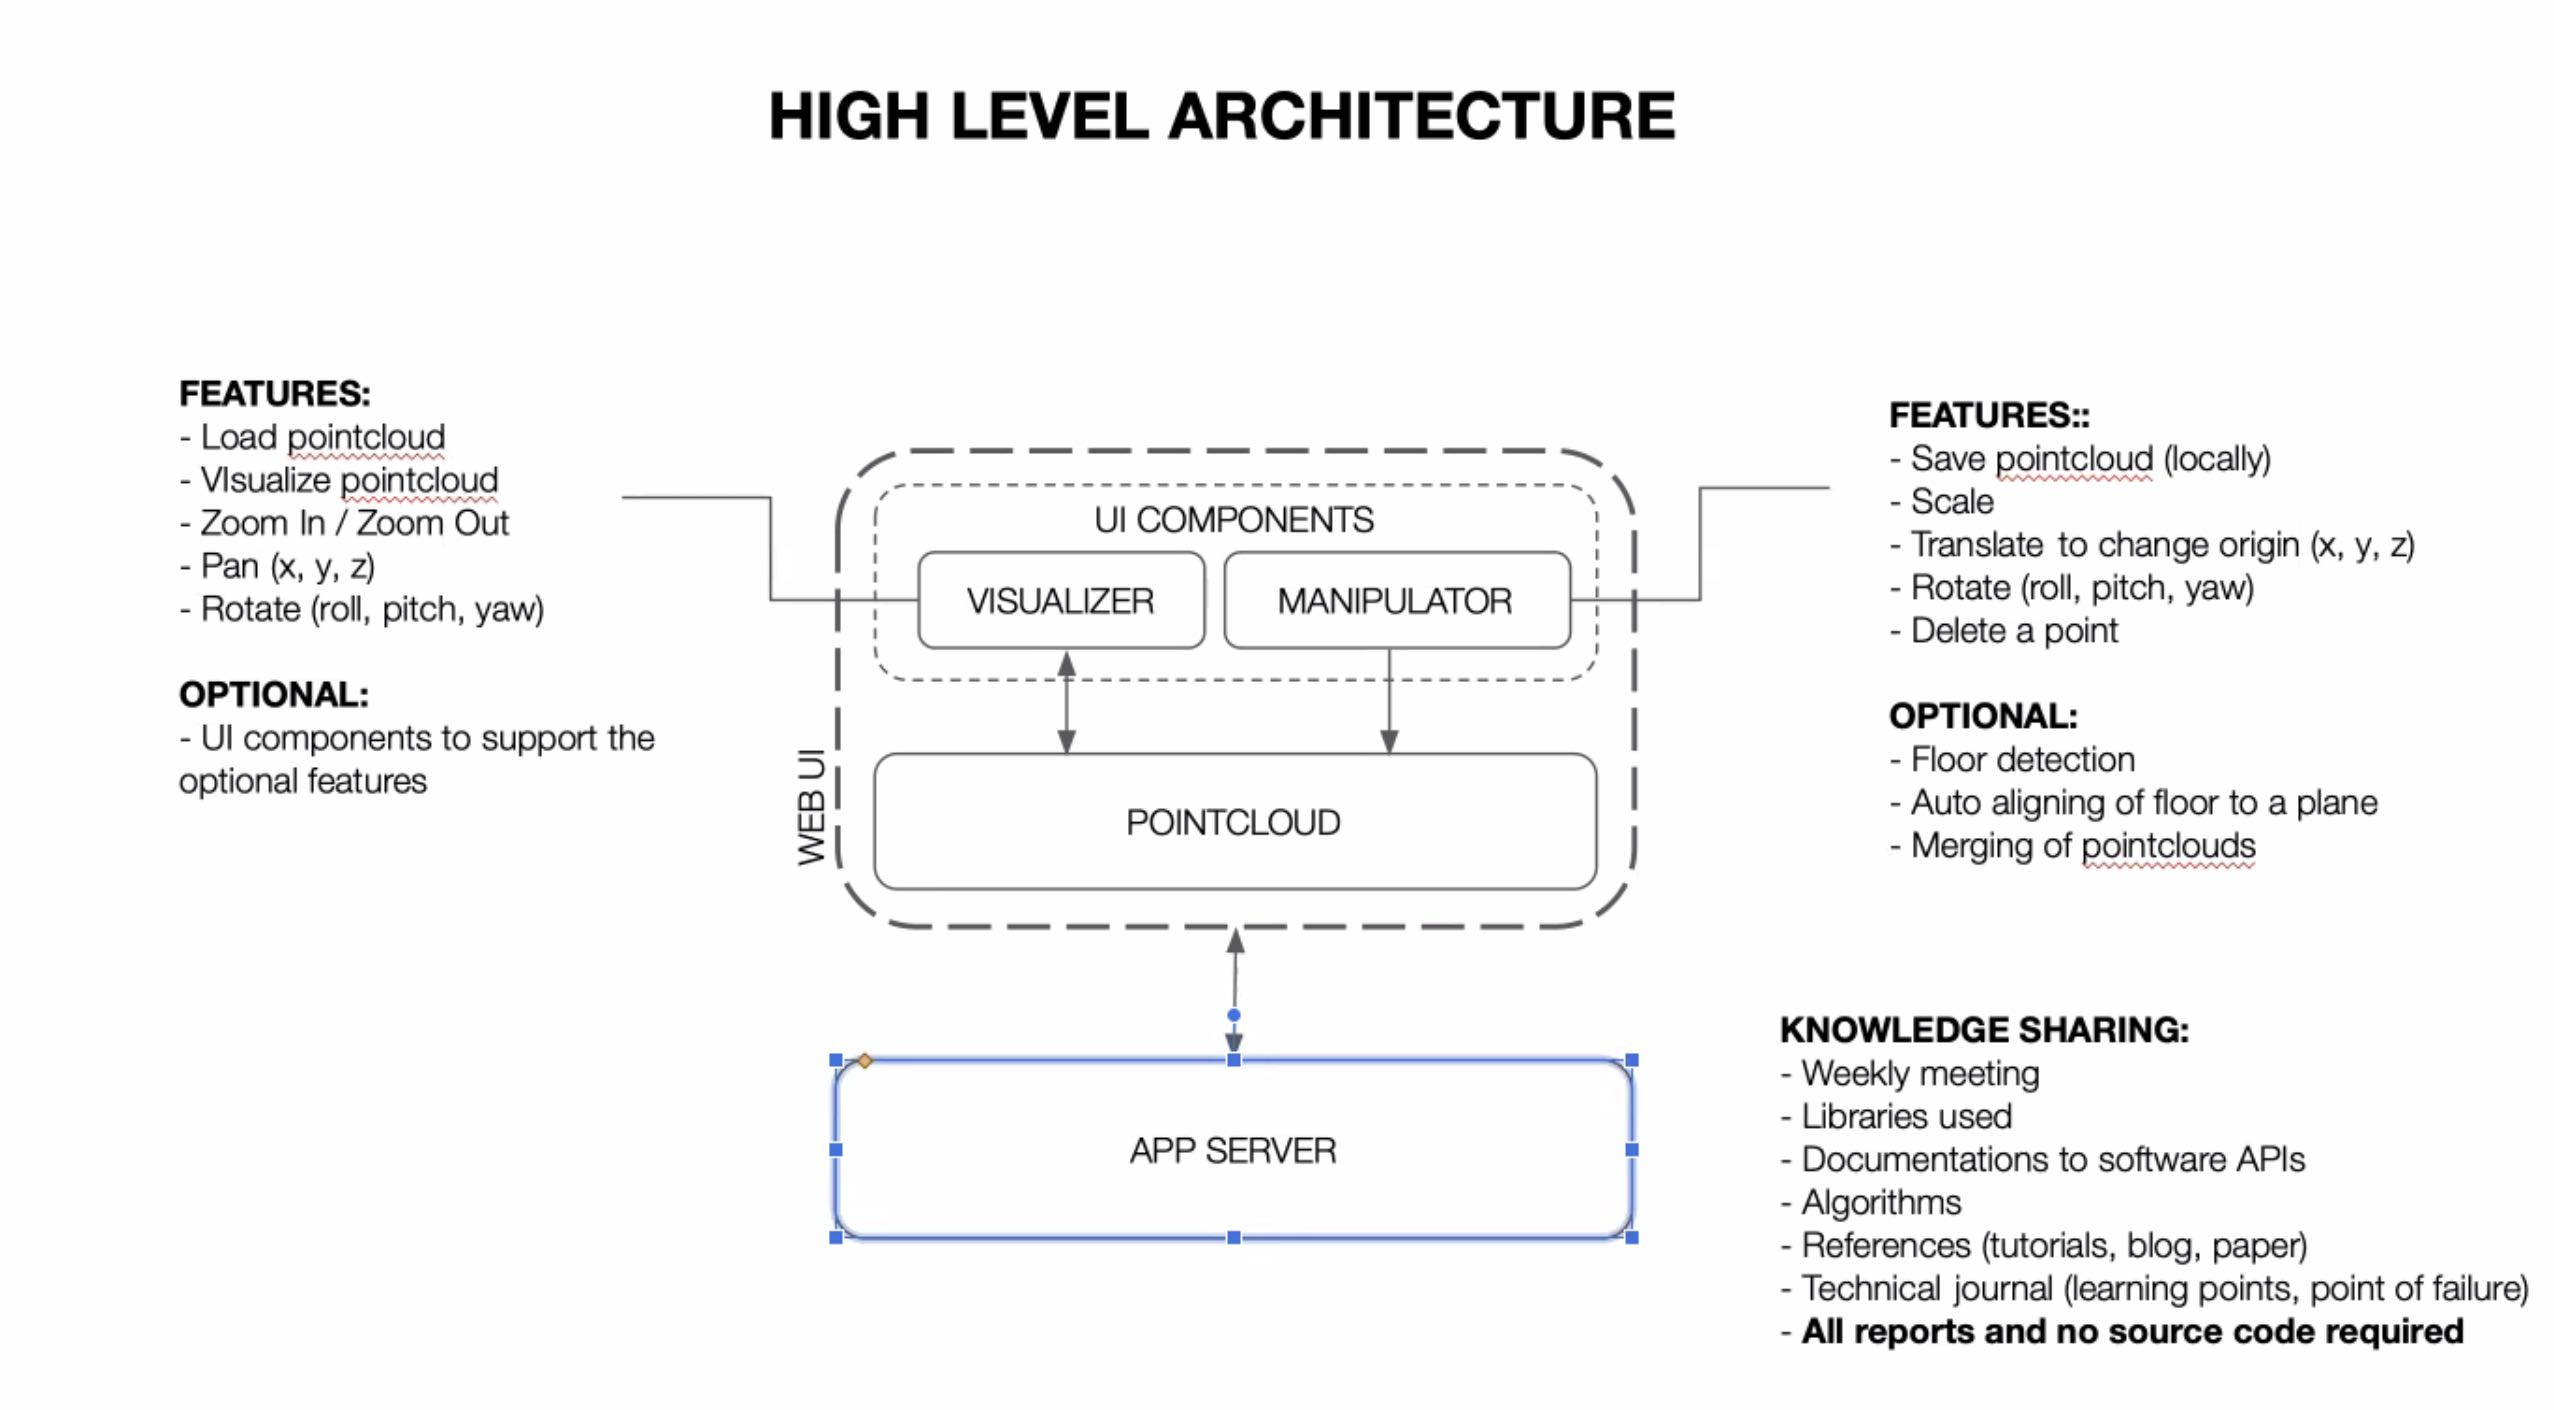 HIGH LEVEL ARCHITECTURE
FEATURES:
- Load pointcloud
- VIsualize pointcloud
- Zoom In / Zoom Out
- Pan (x, y, z)
- Rotate (roll, pitch, yaw)
OPTIONAL:
- UI components to support the
optional features
WEB UI
UI COMPONENTS
VISUALIZER
MANIPULATOR
POINTCLOUD
APP SERVER
FEATURES::
- Save pointcloud (locally)
- Scale
- Translate to change origin (x, y, z)
- Rotate (roll, pitch, yaw)
- Delete a point
OPTIONAL:
- Floor detection
- Auto aligning of floor to a plane
- Merging of pointclouds
KNOWLEDGE SHARING:
- Weekly meeting
- Libraries used
- Documentations to software APIs
- Algorithms
- References (tutorials, blog, paper)
- Technical journal (learning points, point of failure)
- All reports and no source code required